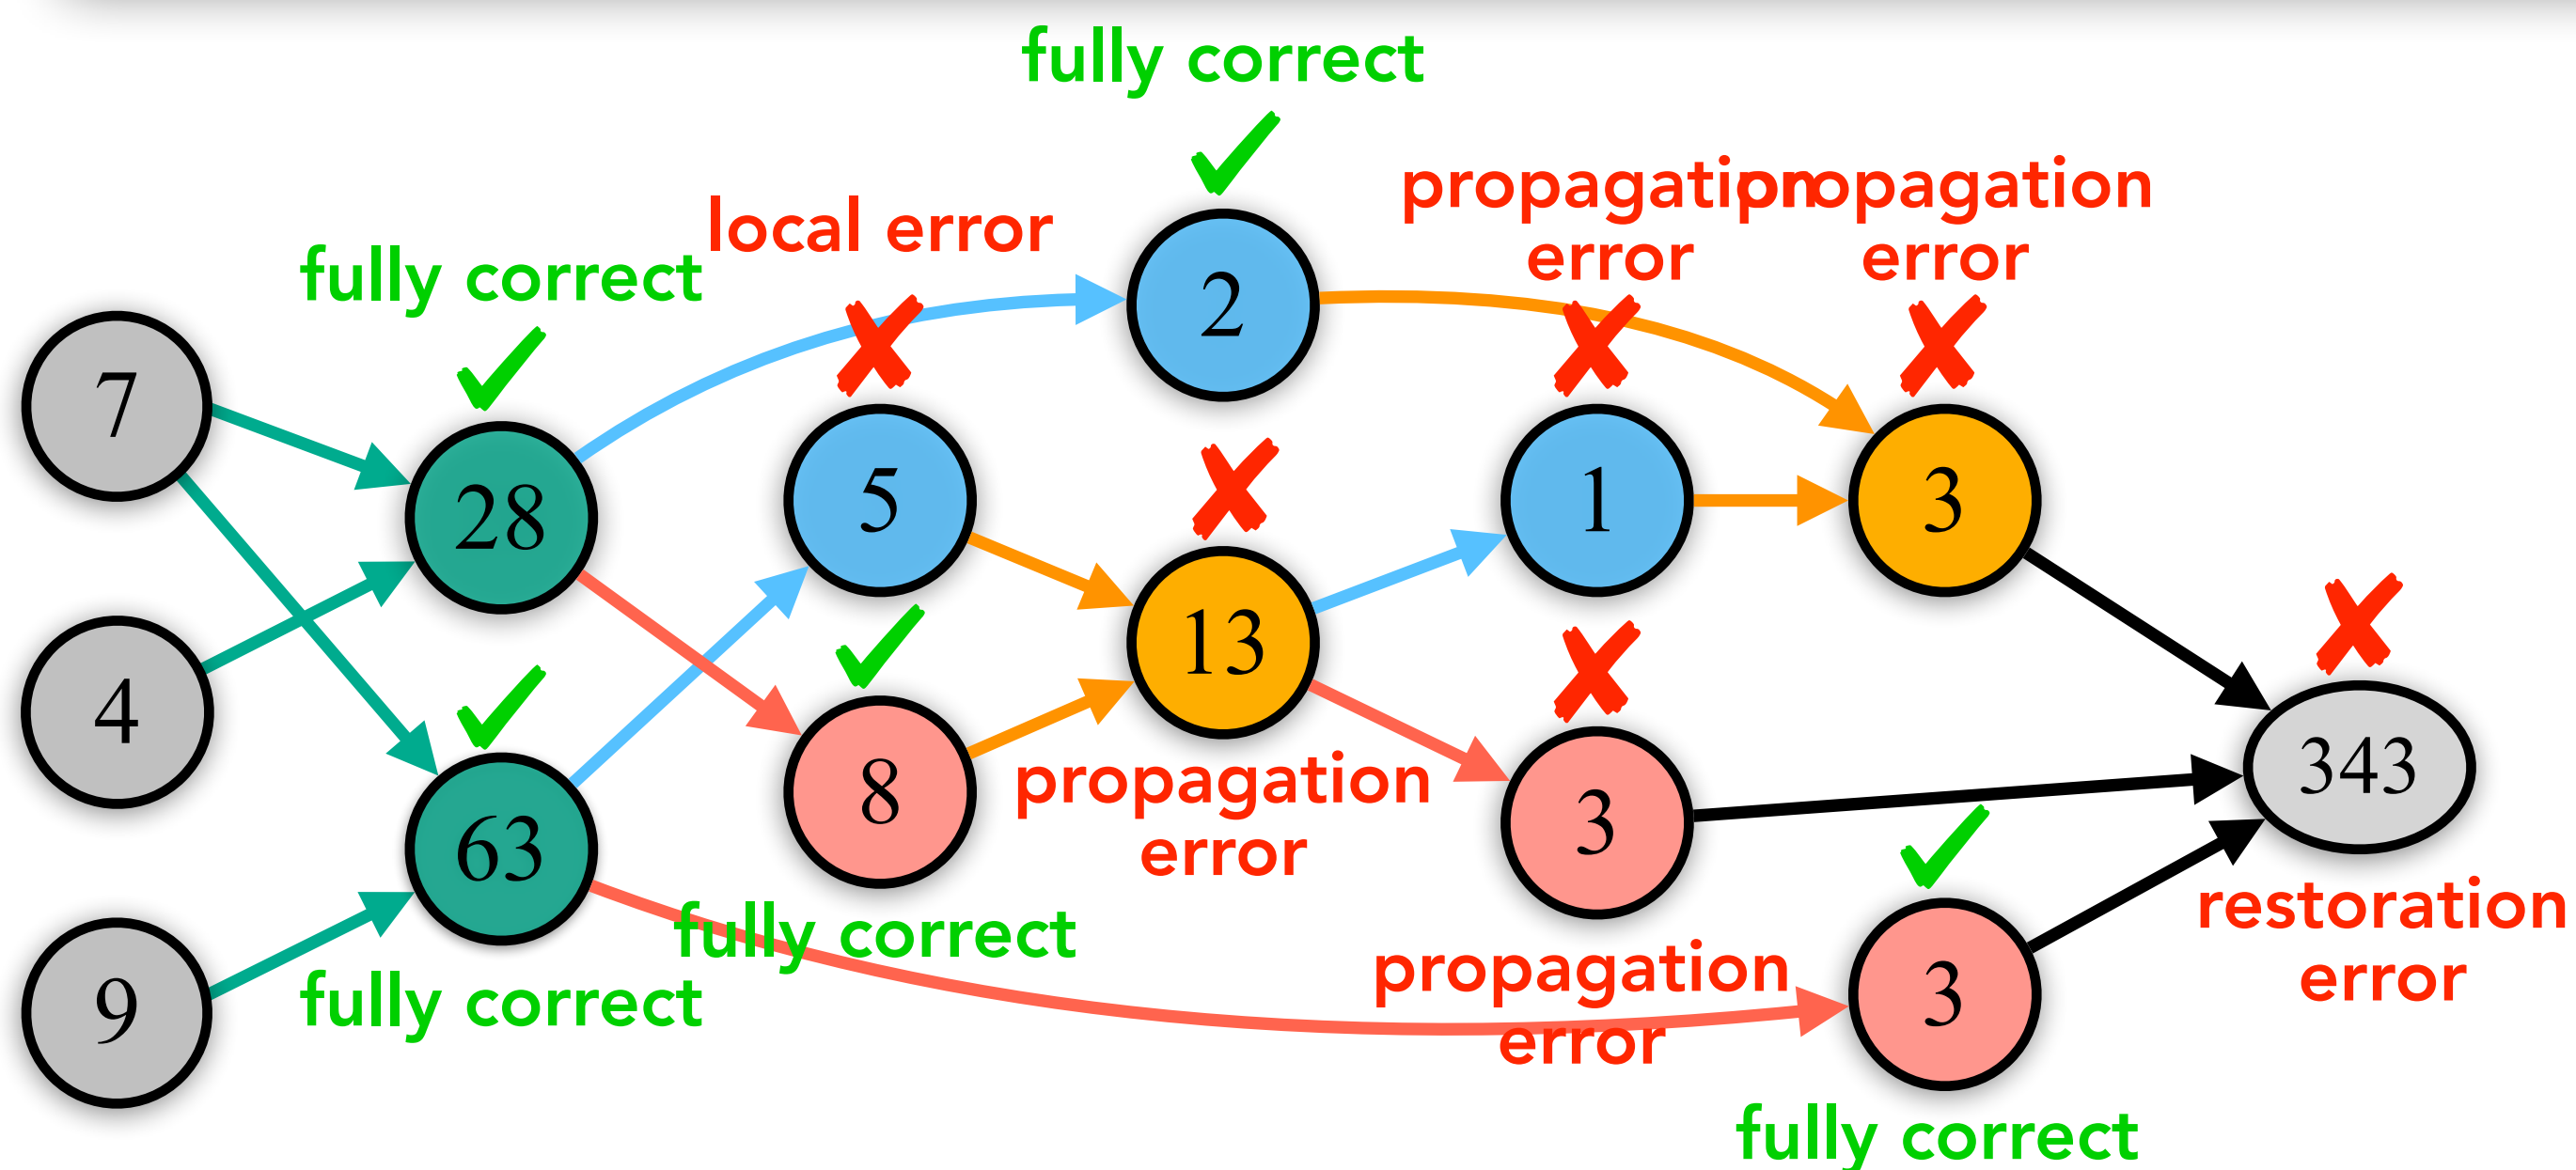 fully correct
propagation
error
propagation
error
local error
fully correct
2
7
28
5
1
3
13
4
8
343
63
3
propagation
error
restoration
error
fully correct
9
fully correct
propagation
error
3
fully correct